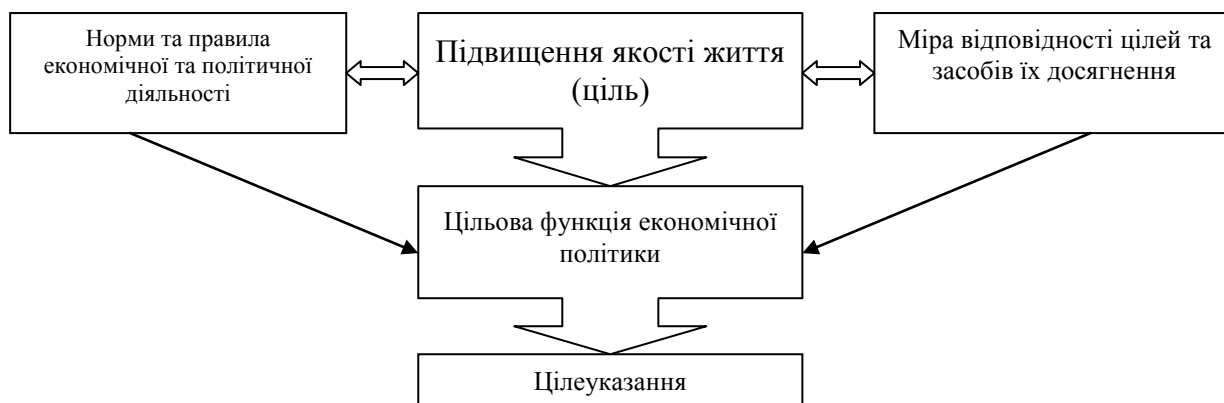 Норми та правила
економічної та політичної
діяльності
Підвищення якості життя
(ціль)
Міра відповідності цілей та
засобів їх досягнення
Цільова функція економічної
політики
Цілеуказання